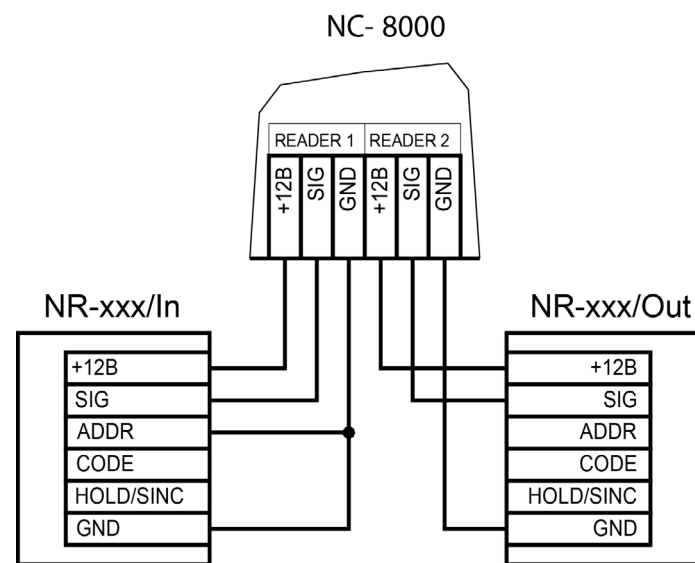 NC- 8000
READER 1 READER 2
+12В SIG GND +12В SIG GND
NR-xxx/In
+12В
SIG
ADDR
CODE
HOLD/SINC
GND
NR-xxx/Out
+12В
SIG
ADDR
CODE
HOLD/SINC
GND